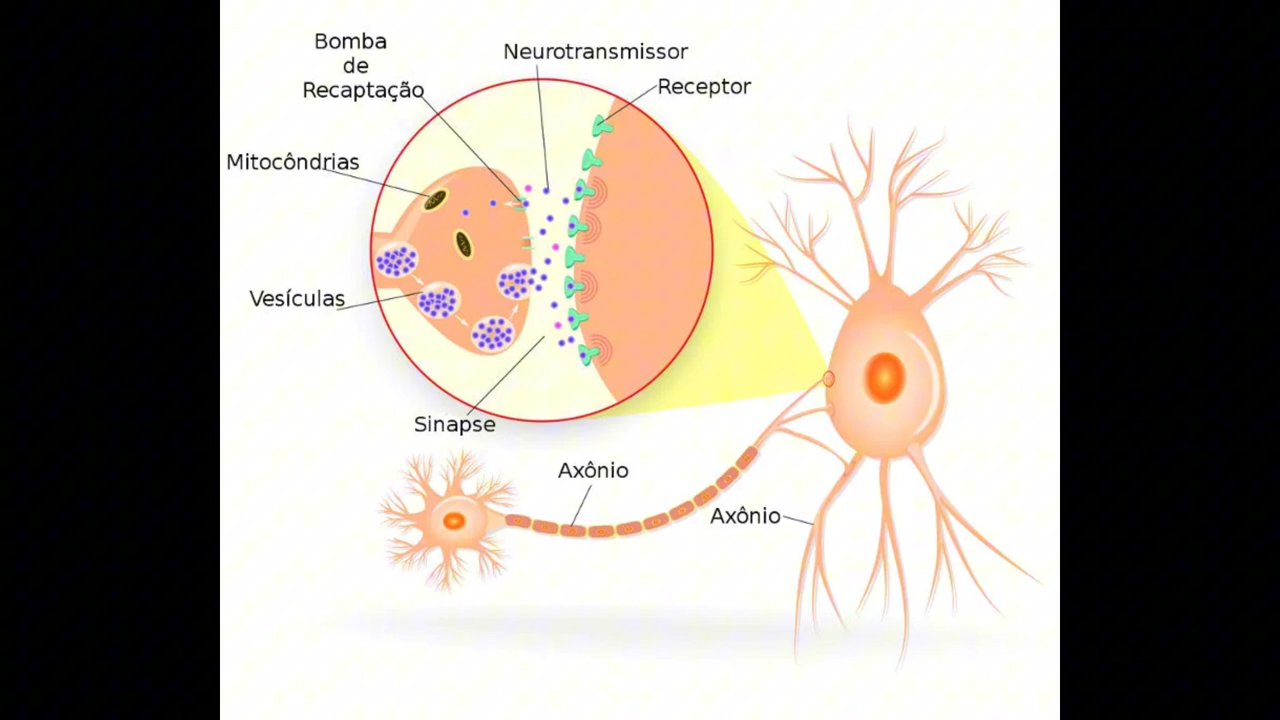 Bomba
de
Recaptação
Neurotransmissor
Receptor
Mitocôndrias
Vesículas
Sinapse
Axônio
Axônio